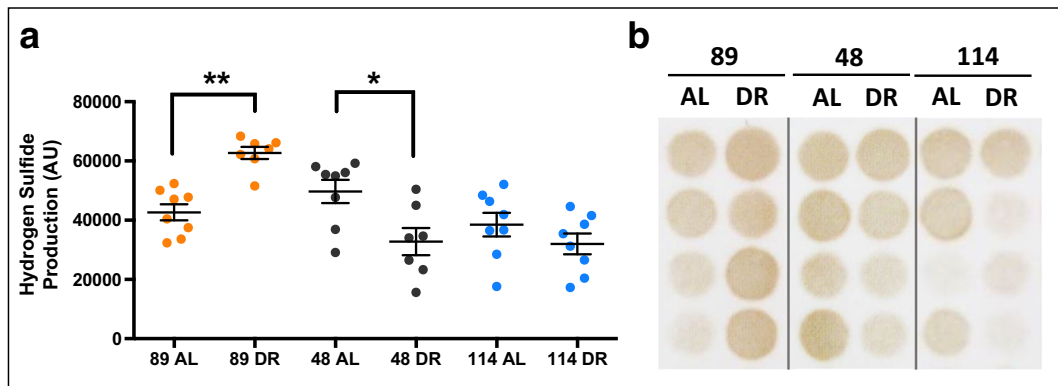 a
**
*
Hydrogen Sulfide
Production (AU)
80000
60000
40000
20000
0
89 AL 89 DR 48 AL 48 DR 114 AL 114 DR
b
89 48 114
AL DR AL DR AL DR